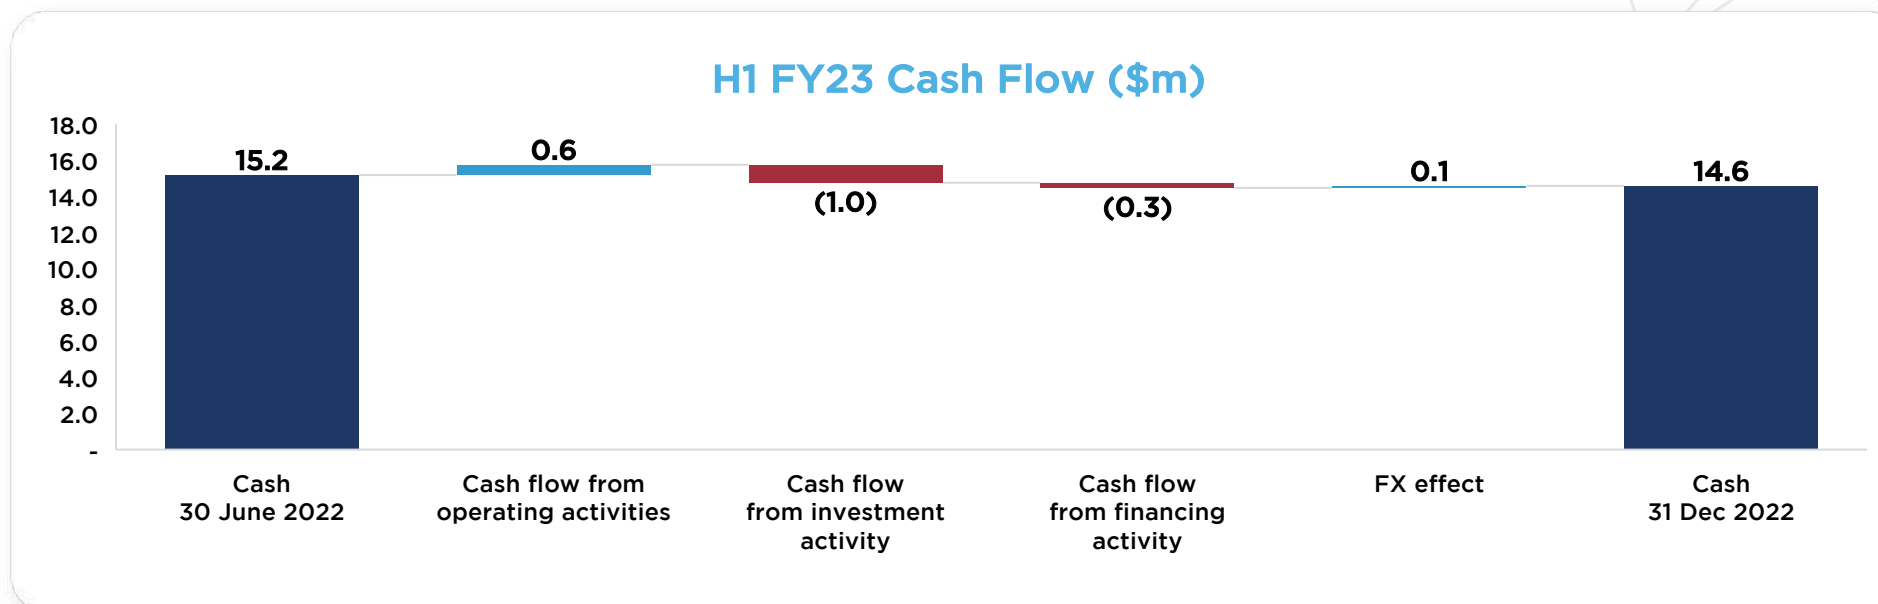 H1 FY23 Cash Flow ($m)
18.0
16.0
14.0
12.0
10.0
8.0
6.0
4.0
2.0
-
15.2
0.6
(1.0)
(0.3)
0.1
14.6
Cash
30 June 2022
Cash flow from
operating activities
Cash flow
from investment
activity
Cash flow
from financing
activity
FX effect
Cash
31 Dec 2022